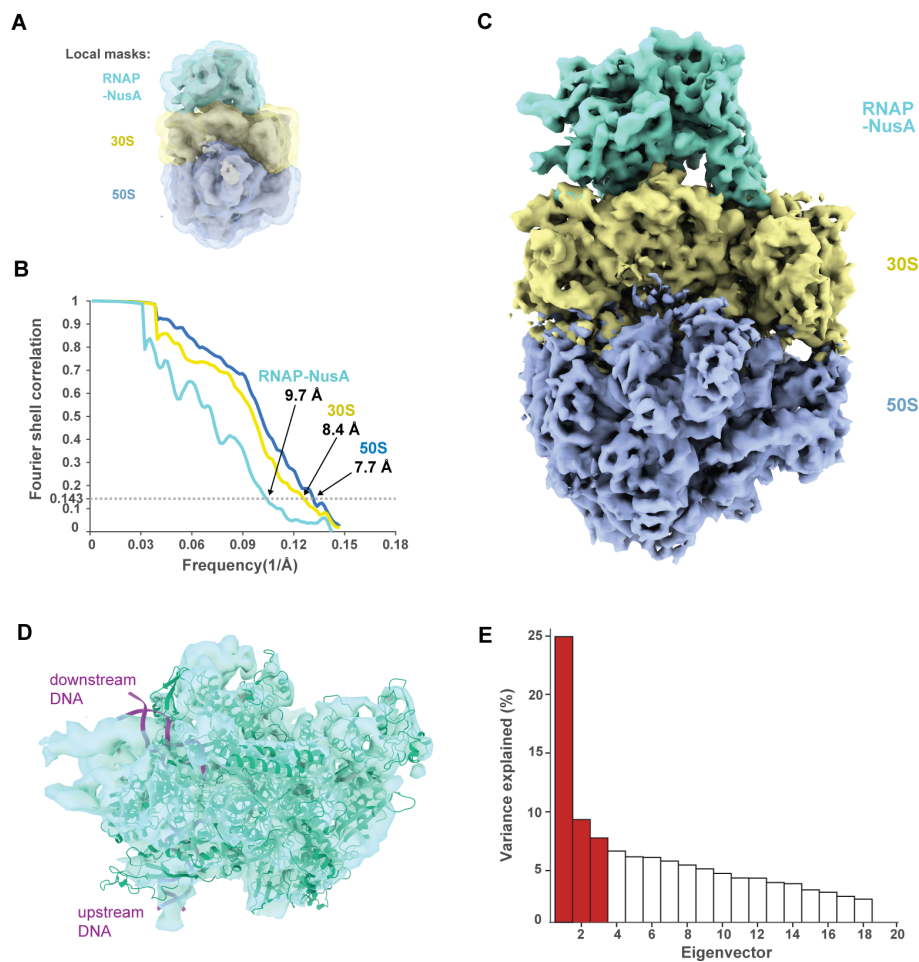 A
Local masks:
RNAP
-NusA
30S
50S
B
Fourier shell correlation
1
0.9
0.8
0.7
0.6
0.5
0.4
0.3
0.2
0.143
0.1
0
RNAP-NusA
9.7 Å
30S
8.4 Å
50S
7.7 Å
0 0.03 0.06 0.09 0.12 0.15 0.18
Frequency(1/Å)
C
RNAP
-NusA
30S
50S
D
downstream
DNA
upstream
DNA
E
Variance explained (%)
25
20
15
10
5
0
2 4 6 8 10 12 14 16 18 20
Eigenvector